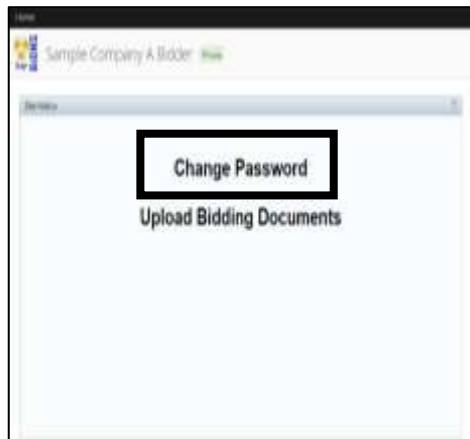 Home
Sample Company A Bidder
Change Password
Upload Bidding Documents